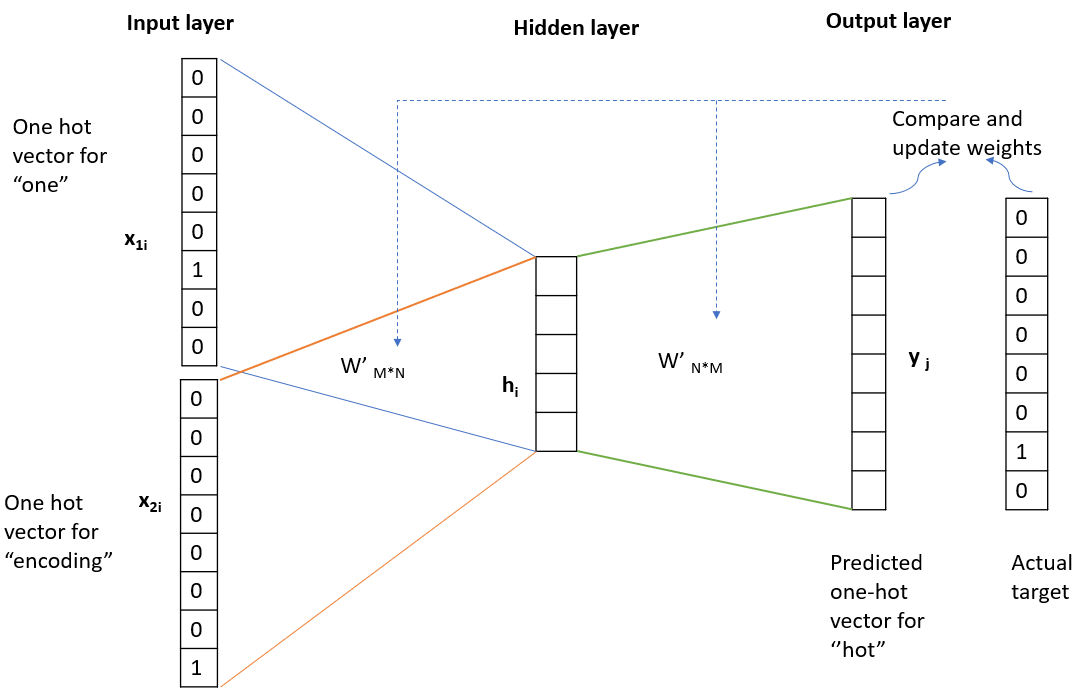 Input layer
Hidden layer
Output layer
One hot
vector for
“one”
x1i
0
0
0
0
0
1
0
0
One hot
vector for
“encoding”
x2i
0
0
0
0
0
0
0
1
W’ M*N
hi
W’ N*M
y j
Compare and
update weights
0
0
0
0
0
0
1
0
Predicted
one-hot
vector for
‘’hot”
Actual
target